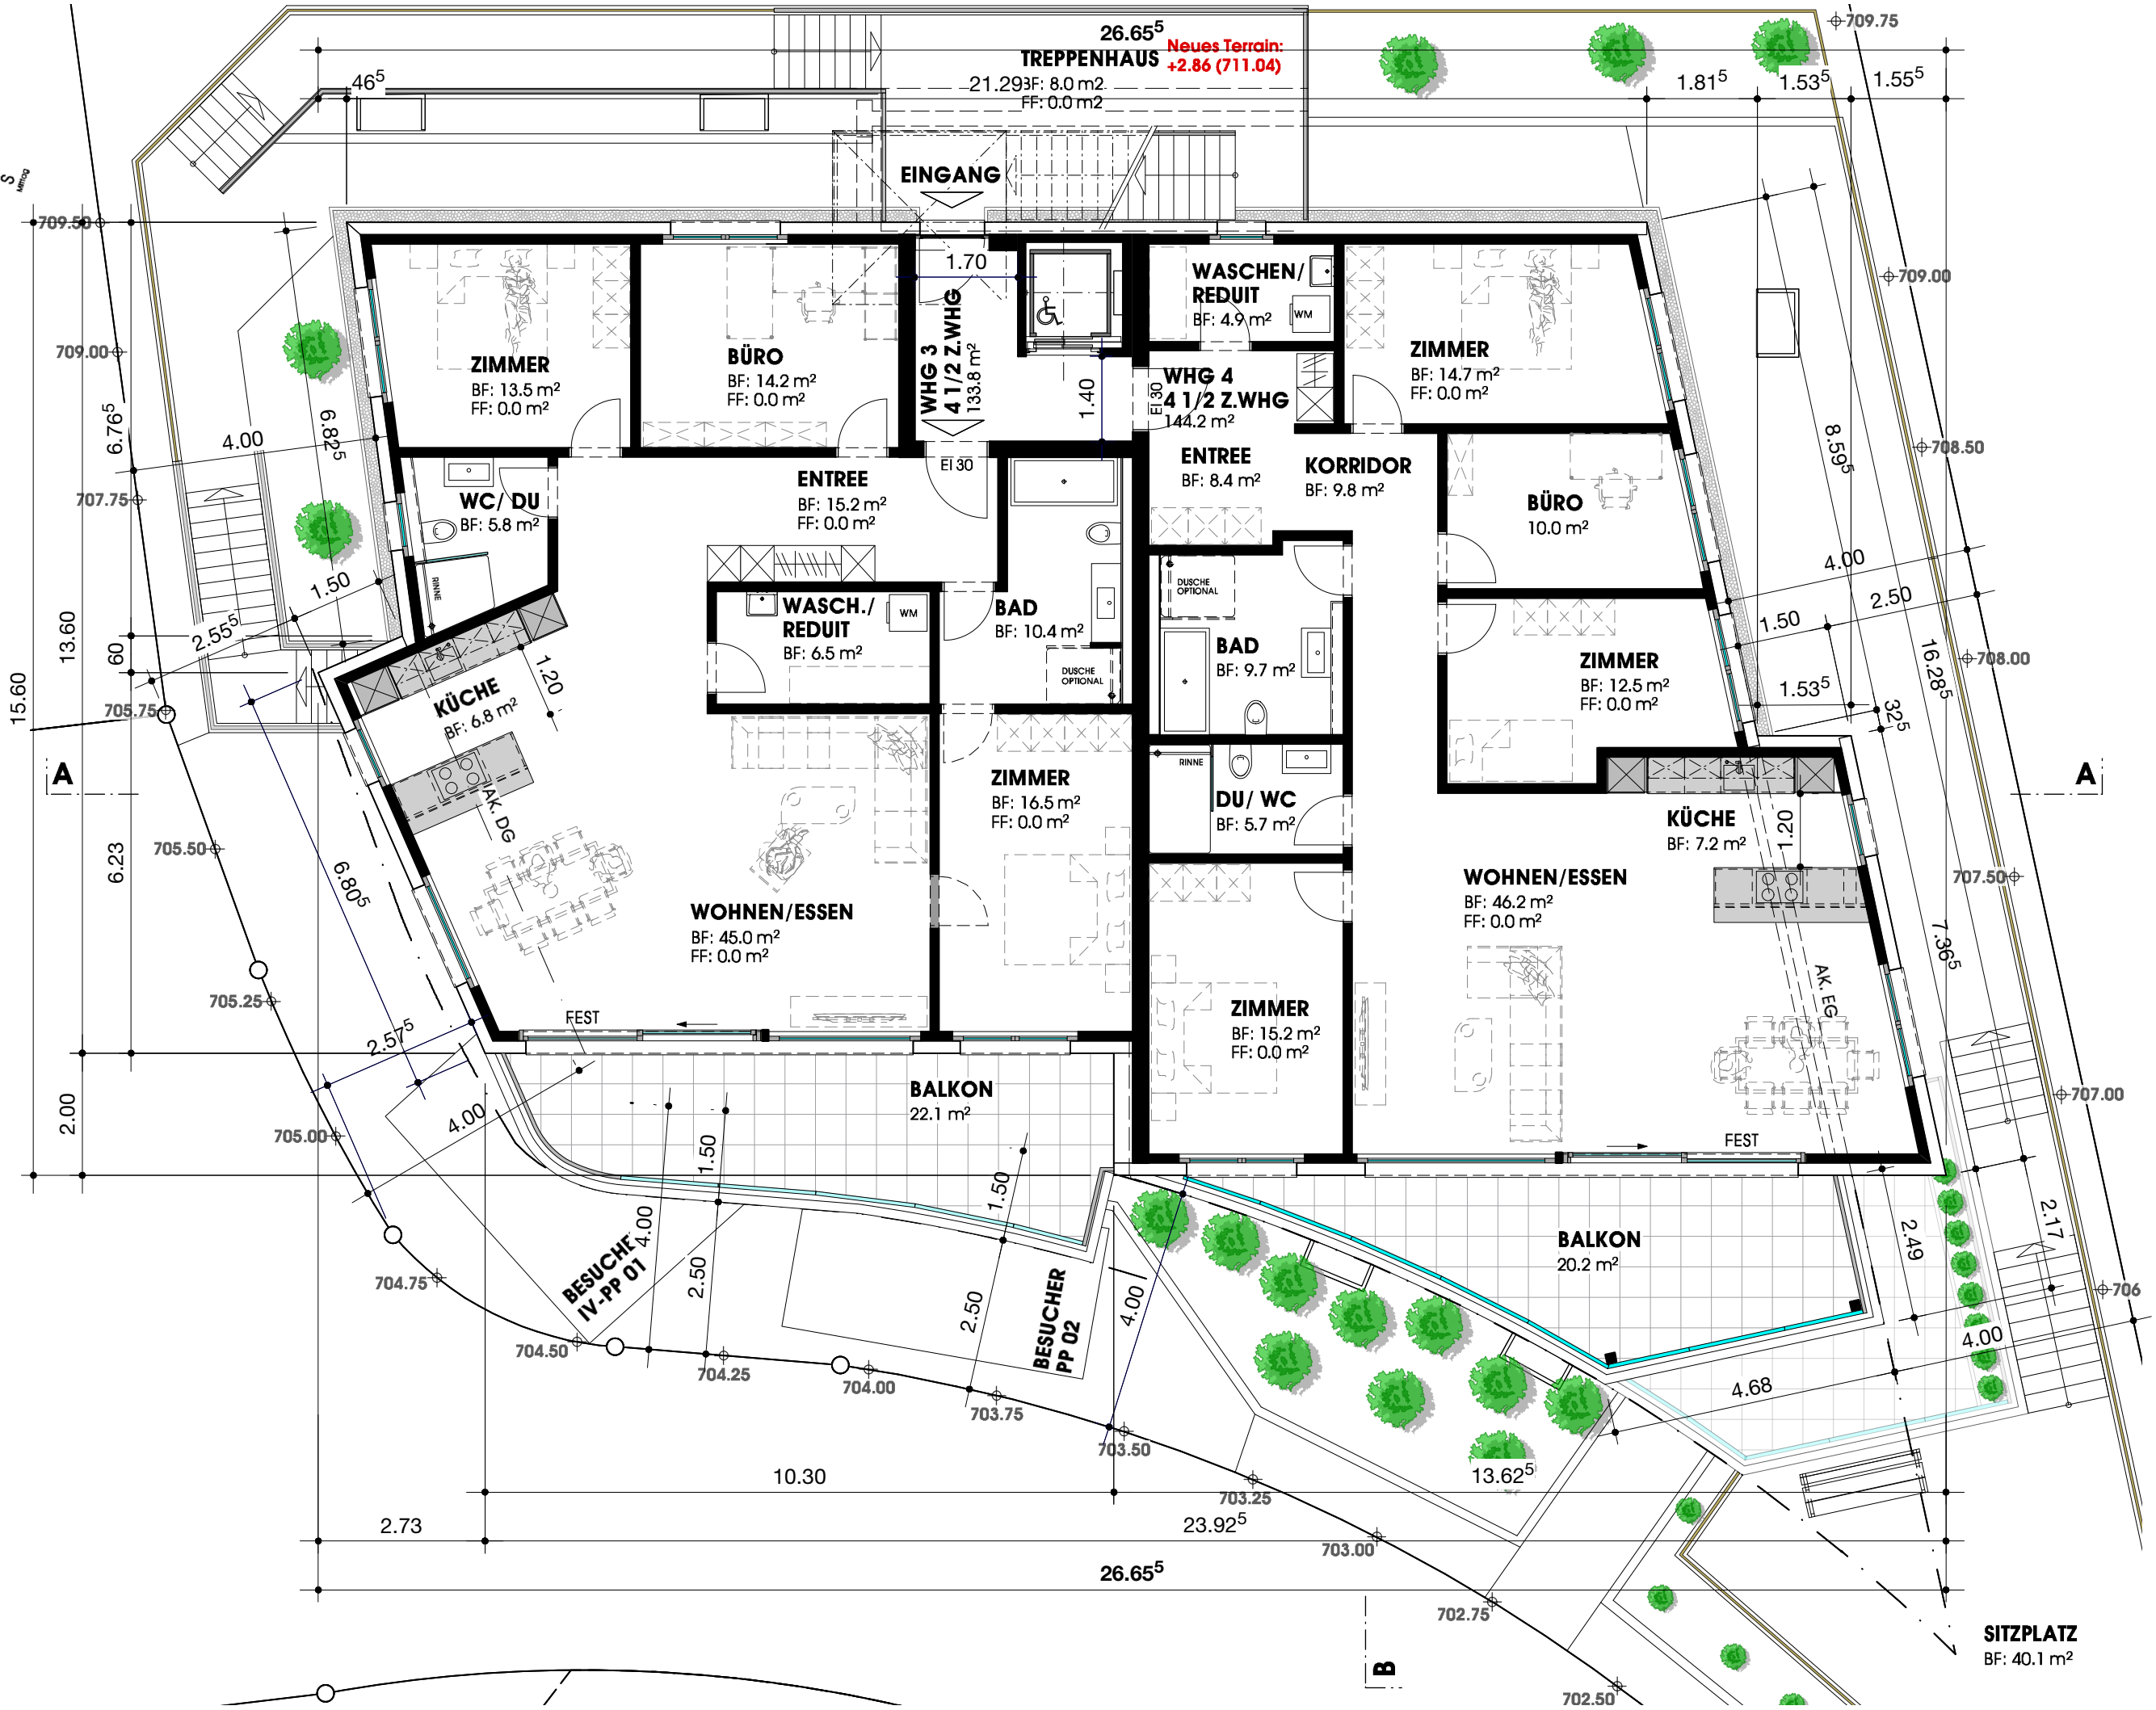 26.65⁵
TREPPENHAUS
Neues Terrain:
+2.86 (711.04)
21.29
BF: 8.0 m2
FF: 0.0 m2
46⁵
709.75
1.81⁵
1.53⁵
1.55⁵
S
Mittag
EINGANG
709.50
1.70
WASCHEN/
REDUIT
BF: 4.9 m²
WM
709.00
ZIMMER
BF: 13.5 m²
FF: 0.0 m²
BÜRO
BF: 14.2 m²
FF: 0.0 m²
WHG 3
4 1/2 Z.WHG
133.8 m²
1.40
EI 30
WHG 4
4 1/2 Z.WHG
144.2 m²
ZIMMER
BF: 14.7 m²
FF: 0.0 m²
709.00
6.76⁵
4.00
6.82⁵
8.59⁵
708.50
EI 30
ENTREE
BF: 15.2 m²
FF: 0.0 m²
ENTREE
BF: 8.4 m²
KORRIDOR
BF: 9.8 m²
WC/ DU
BF: 5.8 m²
RINNE
707.75
BÜRO
10.0 m²
4.00
2.50
1.50
1.50
2.55⁵
13.60
60
15.60
WASCH./
REDUIT
BF: 6.5 m²
WM
BAD
BF: 10.4 m²
DUSCHE
OPTIONAL
DUSCHE
OPTIONAL
BAD
BF: 9.7 m²
ZIMMER
BF: 12.5 m²
FF: 0.0 m²
16.28⁵
708.00
1.53⁵
32⁵
1.20
KÜCHE
BF: 6.8 m²
705.75
A
A
AK. DG
ZIMMER
BF: 16.5 m²
FF: 0.0 m²
RINNE
DU/ WC
BF: 5.7 m²
KÜCHE
BF: 7.2 m²
1.20
705.50
6.23
6.80⁵
707.50
WOHNEN/ESSEN
BF: 45.0 m²
FF: 0.0 m²
WOHNEN/ESSEN
BF: 46.2 m²
FF: 0.0 m²
7.36⁵
AK. EG
705.25
FEST
ZIMMER
BF: 15.2 m²
FF: 0.0 m²
2.57⁵
BALKON
22.1 m²
4.00
2.00
705.00
707.00
FEST
1.50
1.50
4.00
2.50
2.50
4.00
BALKON
20.2 m²
2.49
2.17
BESUCHE
IV-PP 01
BESUCHER
PP 02
704.75
706
4.00
704.50
704.25
704.00
703.75
4.68
703.50
10.30
13.62⁵
703.25
2.73
23.92⁵
703.00
26.65⁵
702.75
B
SITZPLATZ
BF: 40.1 m²
702.50